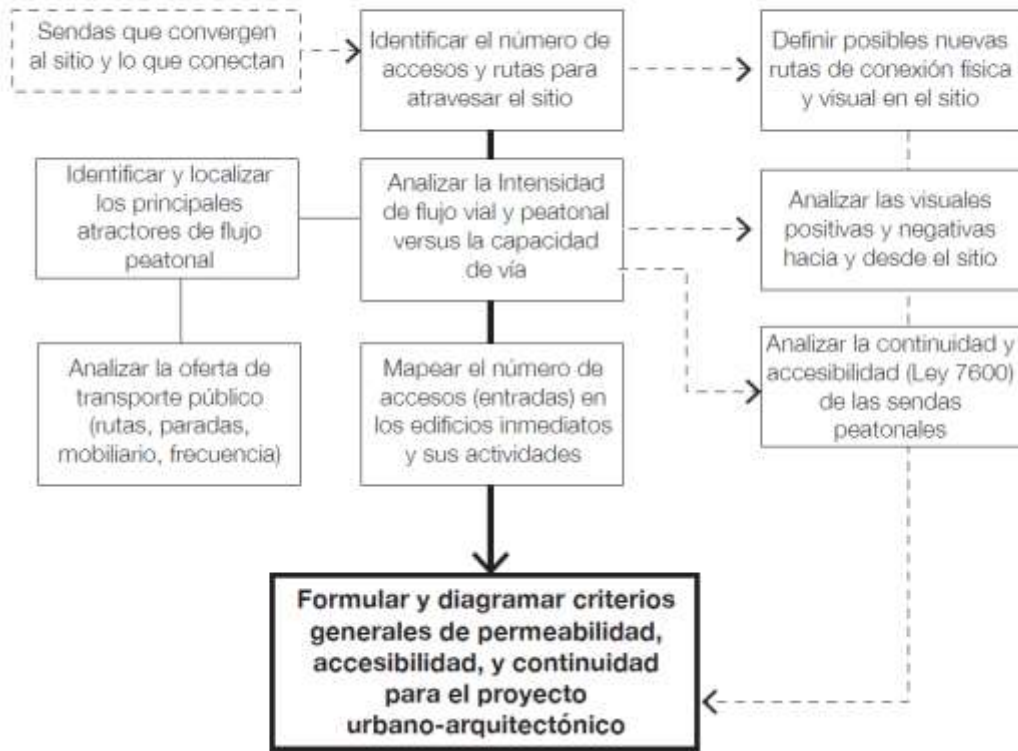 Sendas que convergen
al sitio y lo que conectan
Identificar el número de
accesos y rutas para
atravesar el sitio
Definir posibles nuevas
rutas de conexión física
y visual en el sitio
Identificar y localizar
los principales
atractores de flujo
peatonal
Analizar la Intensidad
de flujo vial y peatonal
versus la capacidad
de vía
Analizar las visuales
positivas y negativas
hacia y desde el sitio
Analizar la oferta de
transporte público
(rutas, paradas,
mobiliario, frecuencia)
Mapear el número de
accesos (entradas) en
los edificios inmediatos
y sus actividades
Analizar la continuidad y
accesibilidad (Ley 7600)
de las sendas
peatonales
Formular y diagramar criterios
generales de permeabilidad,
accesibilidad, y continuidad
para el proyecto
urbano-arquitectónico